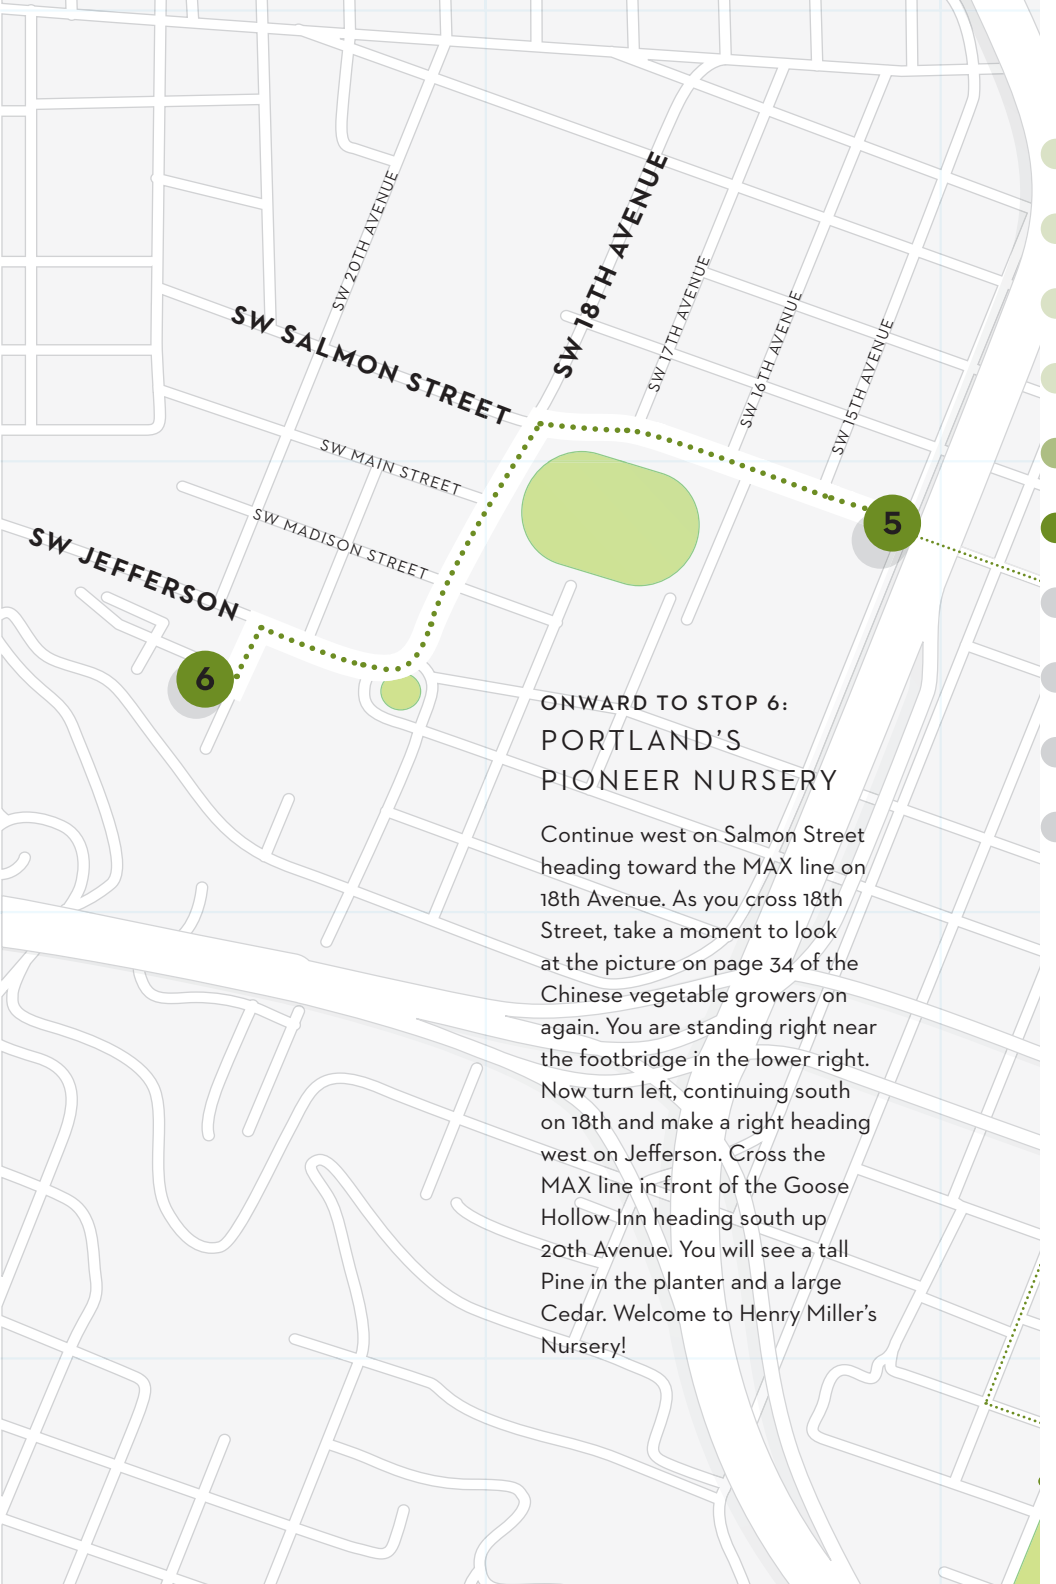 SW 20TH AVENUE
SW 18TH AVENUE
SW 17TH AVENUE
SW 16TH AVENUE
SW 15TH AVENUE
SW SALMON STREET
SW MAIN STREET
SW MADISON STREET
SW JEFFERSON
5
6
ONWARD TO STOP 6:
PORTLAND’S
PIONEER NURSERY
Continue west on Salmon Street
heading toward the MAX line on
18th Avenue. As you cross 18th
Street, take a moment to look
at the picture on page 34 of the
Chinese vegetable growers on
again. You are standing right near
the footbridge in the lower right.
Now turn left, continuing south
on 18th and make a right heading
west on Jefferson. Cross the
MAX line in front of the Goose
Hollow Inn heading south up
20th Avenue. You will see a tall
Pine in the planter and a large
Cedar. Welcome to Henry Miller’s
Nursery!